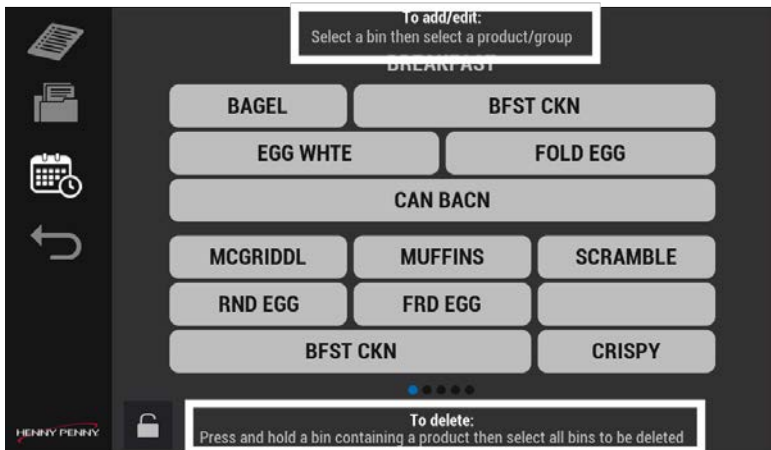 To add/edit:
Select a bin then select a product/group
BREAKFAST
BAGEL
BFST CKN
EGG WHTE
FOLD EGG
CAN BACN
MCGRIDDL
MUFFINS
SCRAMBLE
RND EGG
FRD EGG
BFST CKN
CRISPY
To delete:
Press and hold a bin containing a product then select all bins to be deleted
HENNY PENNY